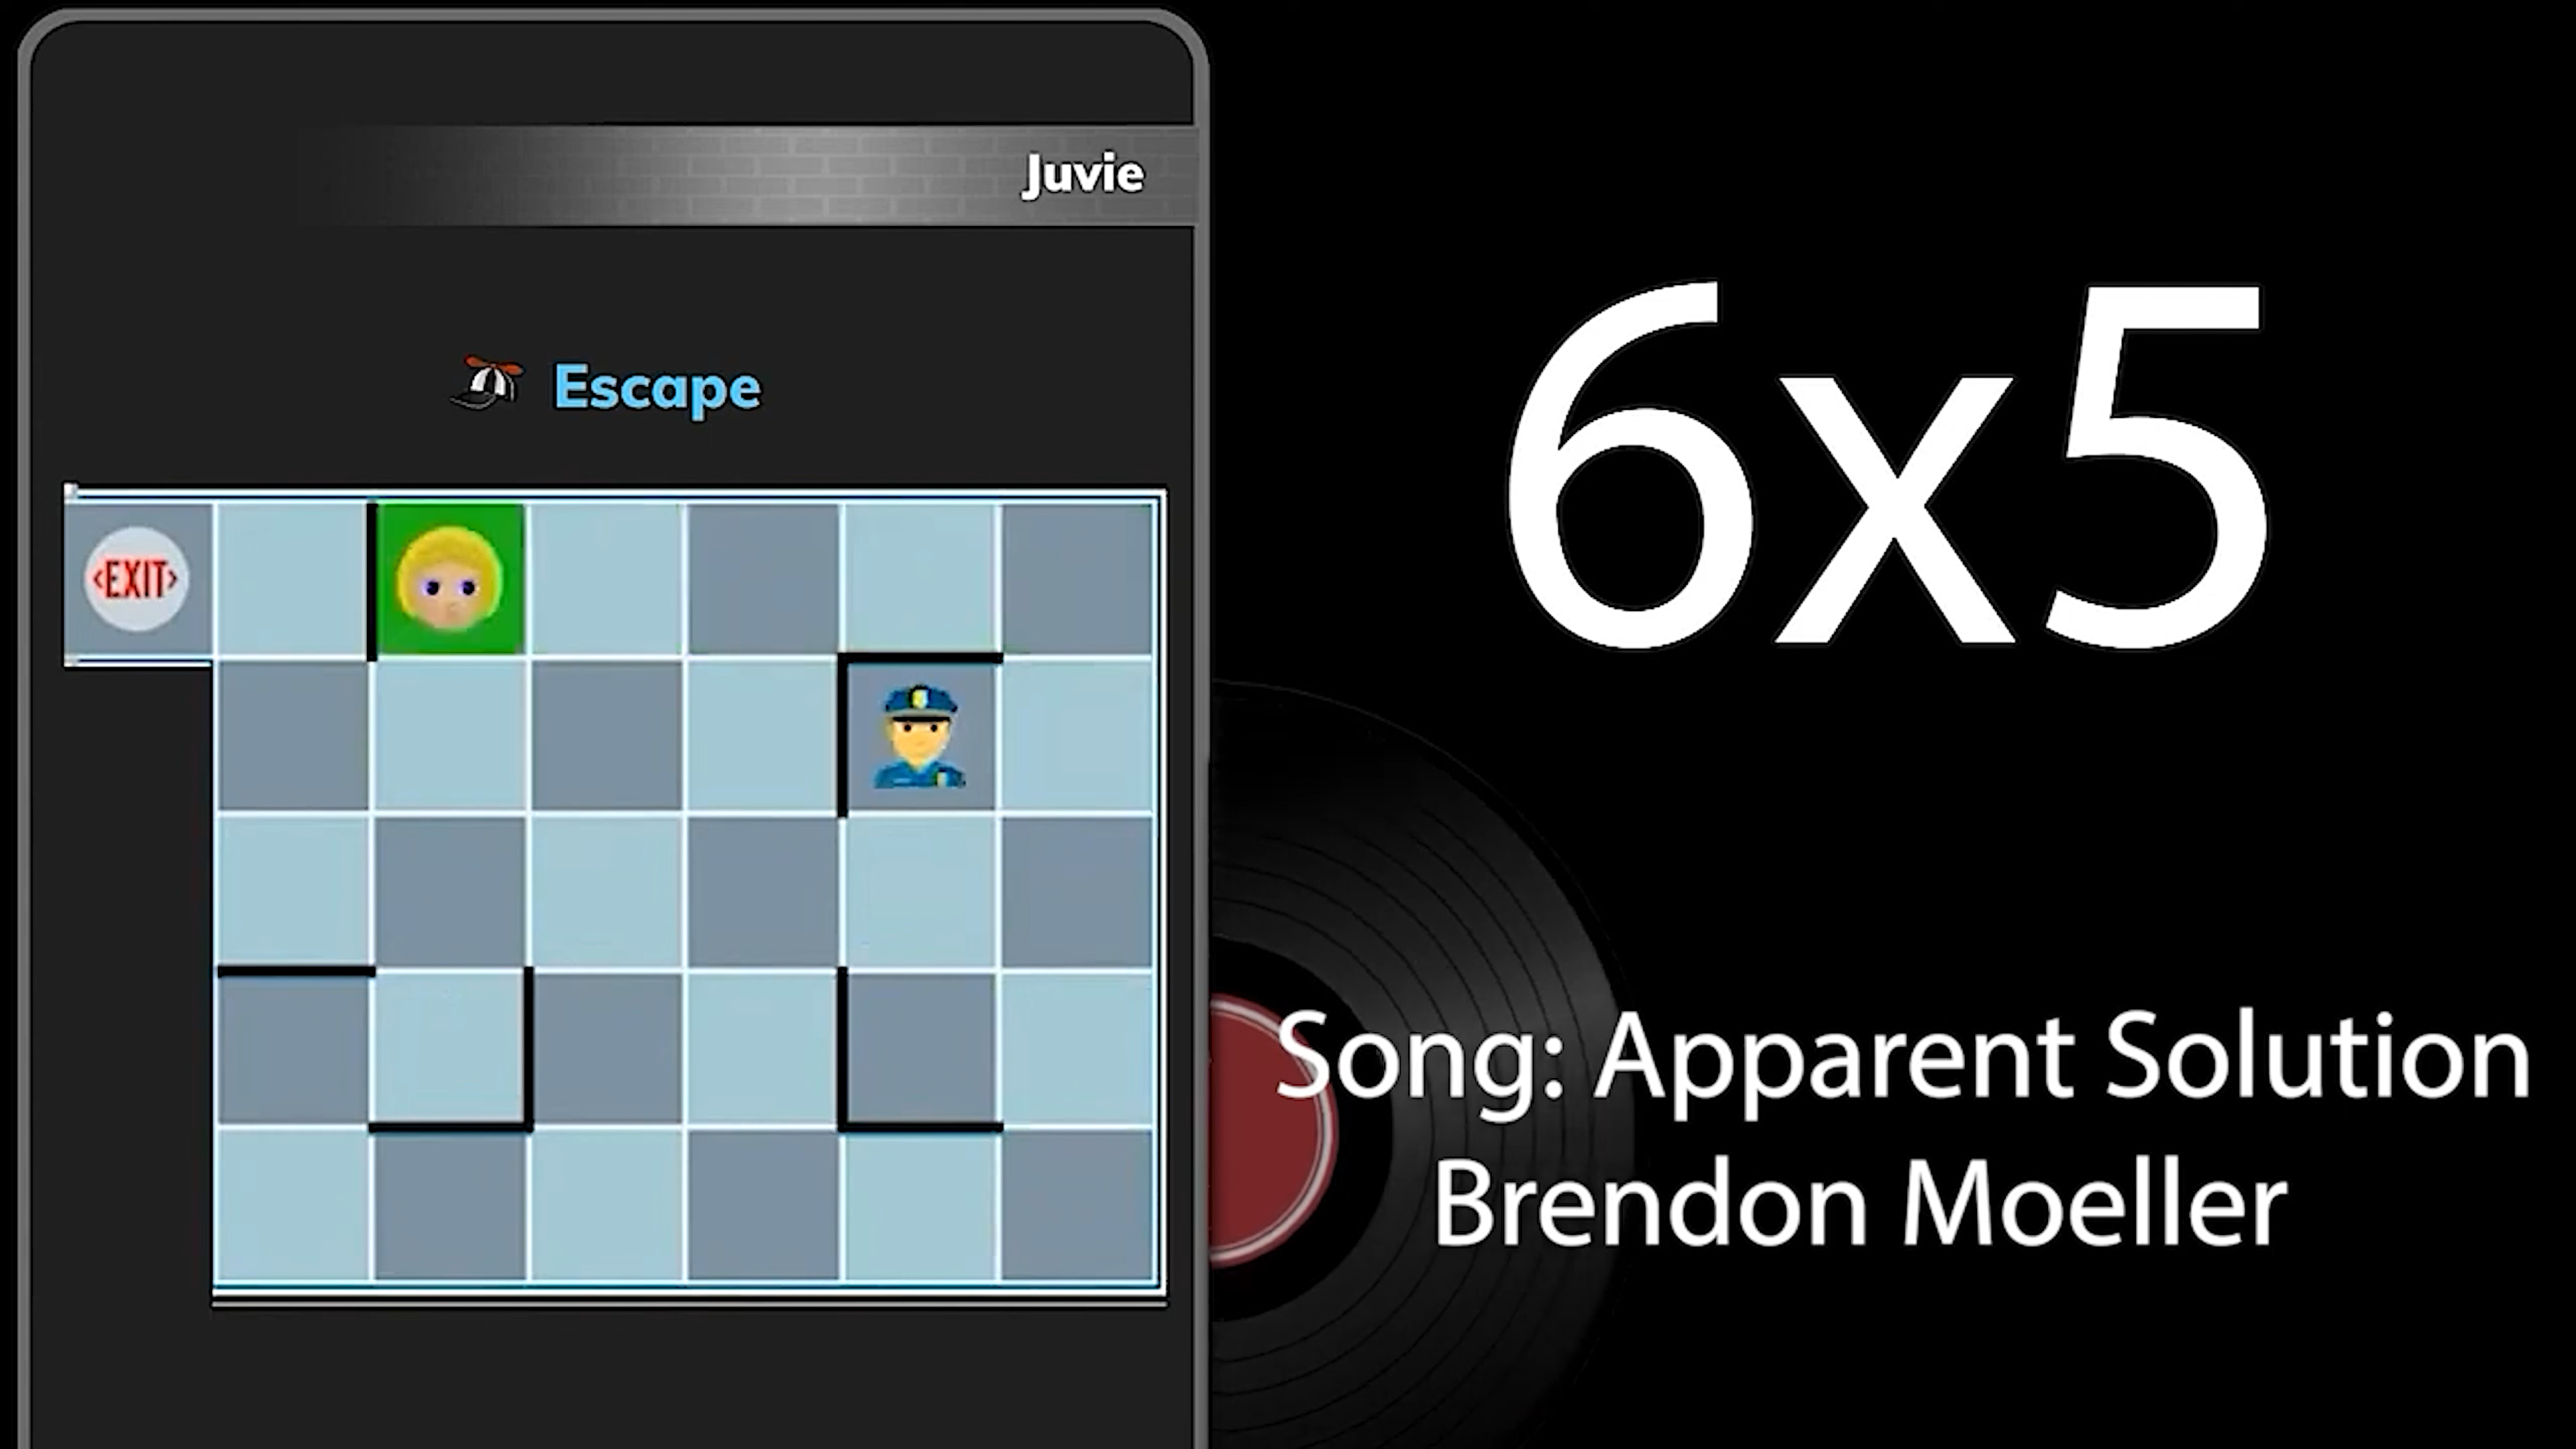 Juvie
Escape
<EXIT>
6x5
Song: Apparent Solution
Brendon Moeller